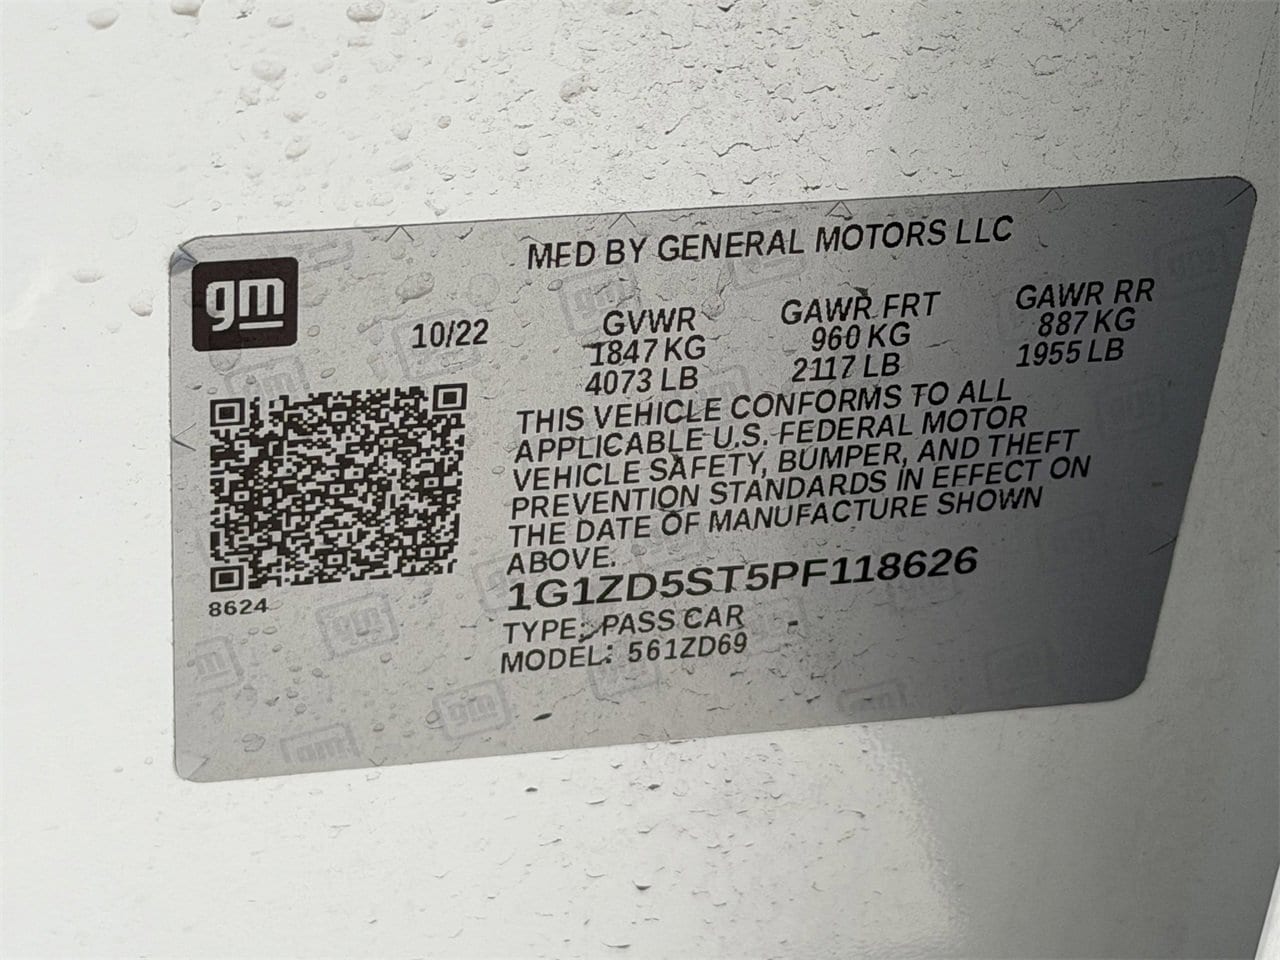 gm
MFD BY GENERAL MOTORS LLC
10/22
GVWR
1847 KG
4073 LB
GAWR FRT
960 KG
2117 LB
GAWR RR
887 KG
1955 LB
THIS VEHICLE CONFORMS TO ALL
APPLICABLE U.S. FEDERAL MOTOR
VEHICLE SAFETY, BUMPER, AND THEFT
PREVENTION STANDARDS IN EFFECT ON
THE DATE OF MANUFACTURE SHOWN
ABOVE.
1G1ZD5ST5PF118626
TYPE: PASS CAR
MODEL: 561ZD69
8624